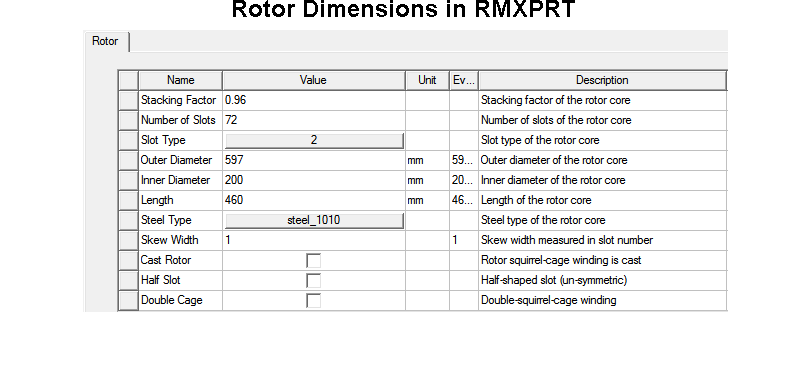 Rotor Dimensions in RMXPRT
Rotor
Name Value Unit Ev... Description
Stacking Factor 0.96 Stacking factor of the rotor core
Number of Slots 72 Number of slots of the rotor core
Slot Type 2 Slot type of the rotor core
Outer Diameter 597 mm 59... Outer diameter of the rotor core
Inner Diameter 200 mm 20... Inner diameter of the rotor core
Length 460 mm 46... Length of the rotor core
Steel Type steel_1010 Steel type of the rotor core
Skew Width 1 1 Skew width measured in slot number
Cast Rotor Rotor squirrel-cage winding is cast
Half Slot Half-shaped slot (un-symmetric)
Double Cage Double-squirrel-cage winding